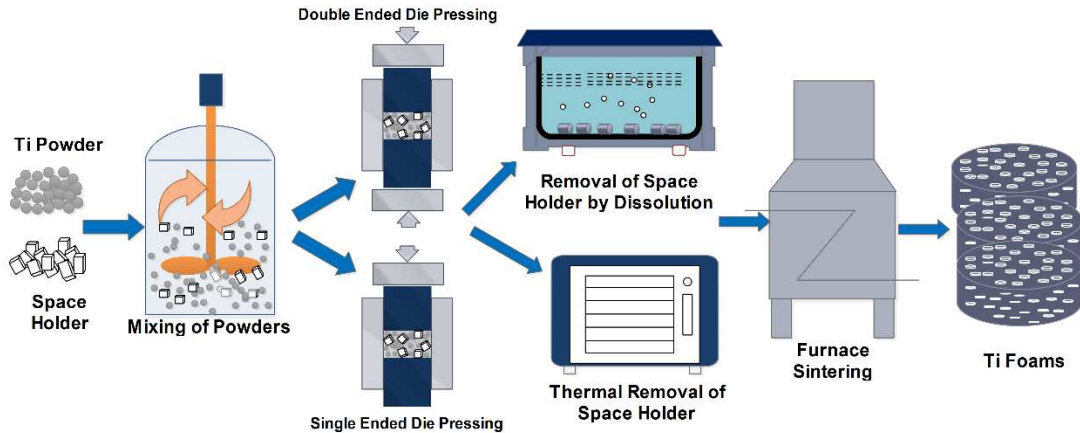 Double Ended Die Pressing
Ti Powder
Space
Holder
Mixing of Powders
Single Ended Die Pressing
Removal of Space
Holder by Dissolution
Thermal Removal of
Space Holder
Furnace
Sintering
Ti Foams